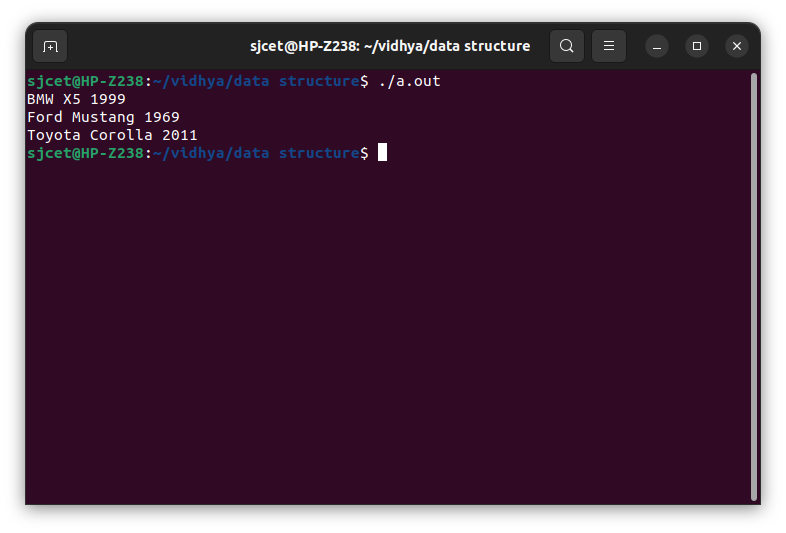 sjcet@HP-Z238: ~/vidhya/data structure
sjcet@HP-Z238:~/vidhya/data structure$ ./a.out
BMW X5 1999
Ford Mustang 1969
Toyota Corolla 2011
sjcet@HP-Z238:~/vidhya/data structure$